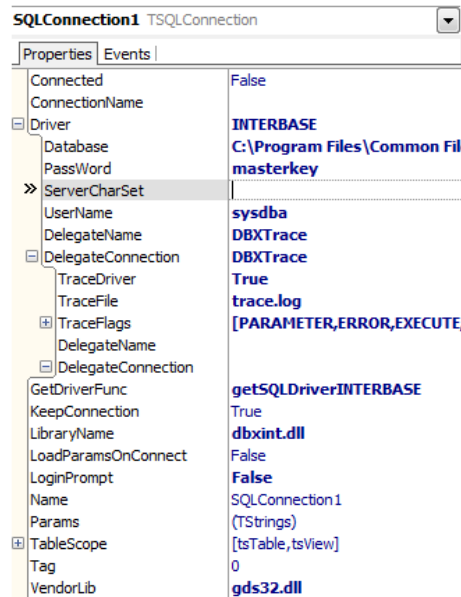 SQLConnection1 TSQLConnection
Properties Events
Connected False
ConnectionName
Driver INTERBASE
Database C:\Program Files\Common Fil
PassWord masterkey
ServerCharSet
UserName sysdba
DelegateName DBXTrace
DelegateConnection DBXTrace
TraceDriver True
TraceFile trace.log
TraceFlags [PARAMETER,ERROR,EXECUTE,
DelegateName
DelegateConnection
GetDriverFunc getSQLDriverINTERBASE
KeepConnection True
LibraryName dbxint.dll
LoadParamsOnConnect False
LoginPrompt False
Name SQLConnection1
Params (TStrings)
TableScope [tsTable,tsView]
Tag 0
VendorLib gds32.dll